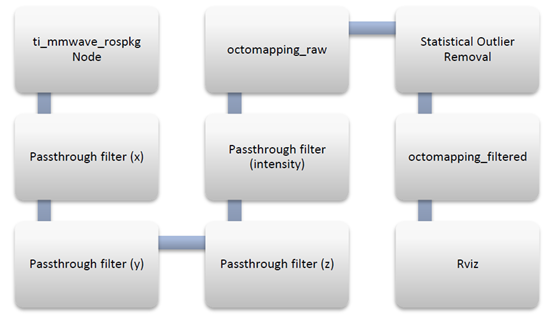 ti_mmwave_rospkg
Node
octomapping_raw
Statistical Outlier
Removal
Passthrough filter (x)
Passthrough filter
(intensity)
octomapping_filtered
Passthrough filter (y)
Passthrough filter (z)
Rviz